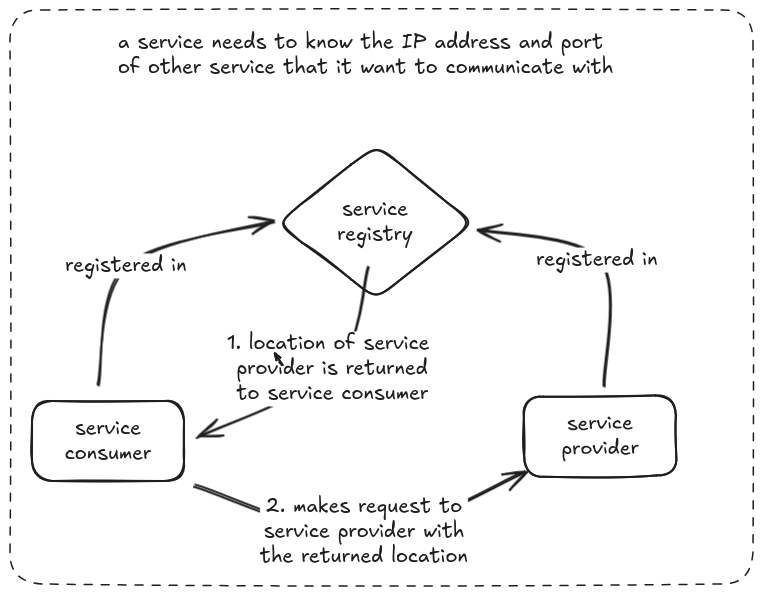 a service needs to know the IP address and port
of other service that it want to communicate with
service
registry
registered in
registered in
1. location of service
provider is returned
to service consumer
service
consumer
service
provider
2. makes request to
service provider with
the returned location